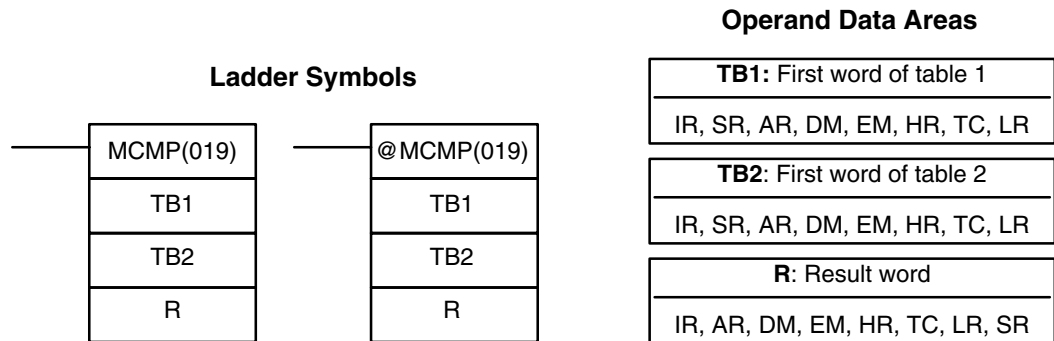 Ladder Symbols
MCMP(019)
TB1
TB2
R
@MCMP(019)
TB1
TB2
R
Operand Data Areas
TB1: First word of table 1
IR, SR, AR, DM, EM, HR, TC, LR
TB2: First word of table 2
IR, SR, AR, DM, EM, HR, TC, LR
R: Result word
IR, AR, DM, EM, HR, TC, LR, SR